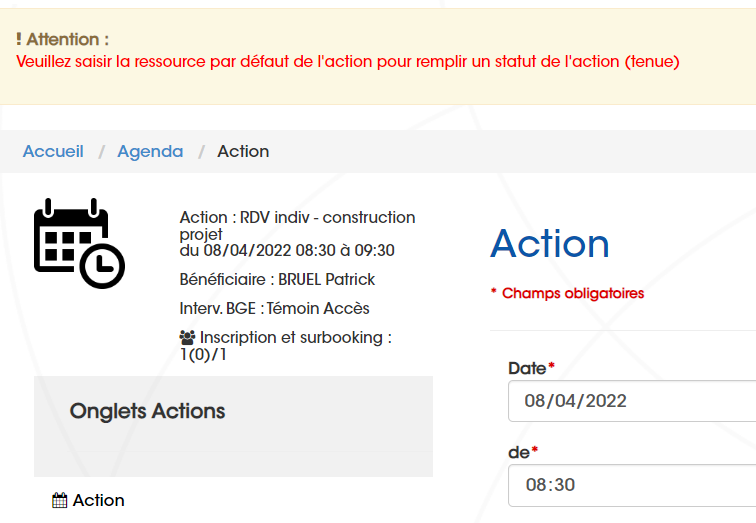 ! Attention :
Veuillez saisir la ressource par défaut de l'action pour remplir un statut de l'action (tenue)
Accueil / Agenda / Action
Action : RDV indiv - construction
projet
du 08/04/2022 08:30 à 09:30
Bénéficiaire : BRUEL Patrick
Interv. BGE : Témoin Accès
Inscription et surbooking :
1(0)/1
Onglets Actions
Action
Action
* Champs obligatoires
Date*
08/04/2022
de*
08:30